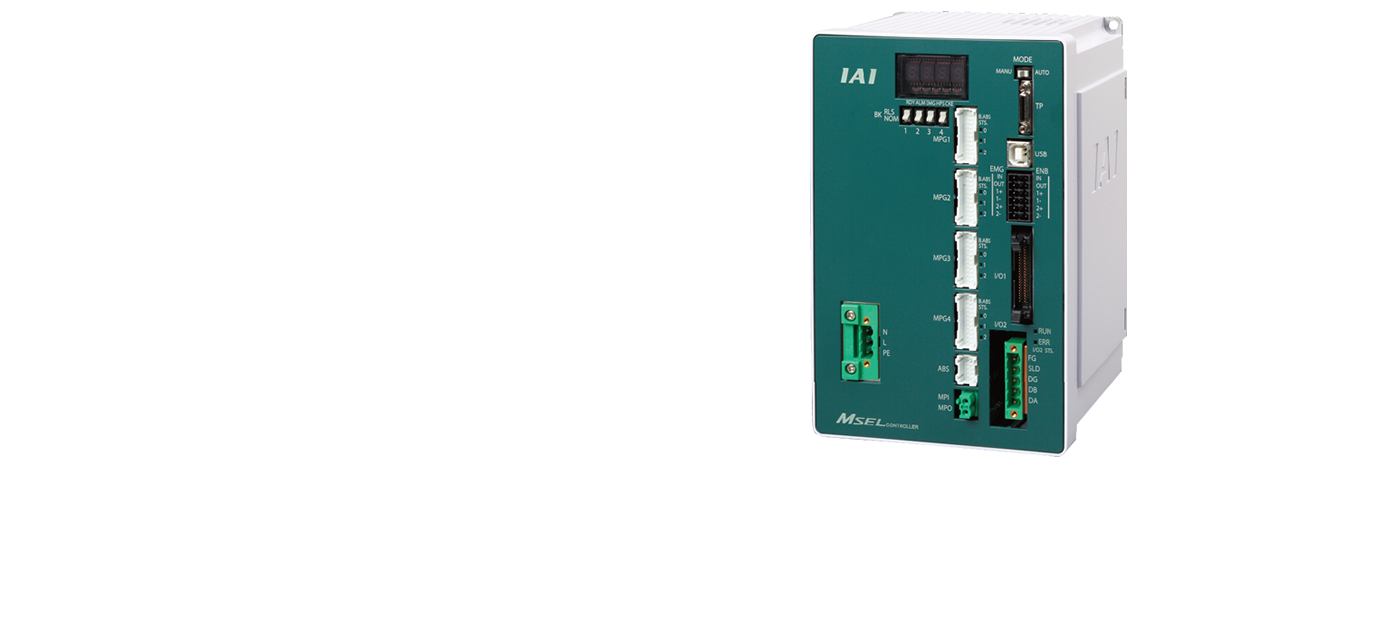 IAI
MODE
MANU
AUTO
TP
RDY ALM EMG HPS CKE
BK
RLS
NOM
1 2 3 4
MPG1
B.ABS
STS.
0
1
2
USB
EMG
ENB
IN
OUT
1+
1-
2+
2-
IN
OUT
1+
1-
2+
2-
MPG2
B.ABS
STS.
0
1
2
MPG3
B.ABS
STS.
0
1
2
I/O1
MPG4
B.ABS
STS.
0
1
2
I/O2
RUN
ERR
I/O2 STS.
FG
SLD
DG
DB
DA
N
L
PE
ABS
MPI
MPO
MSEL CONTROLLER
IAI